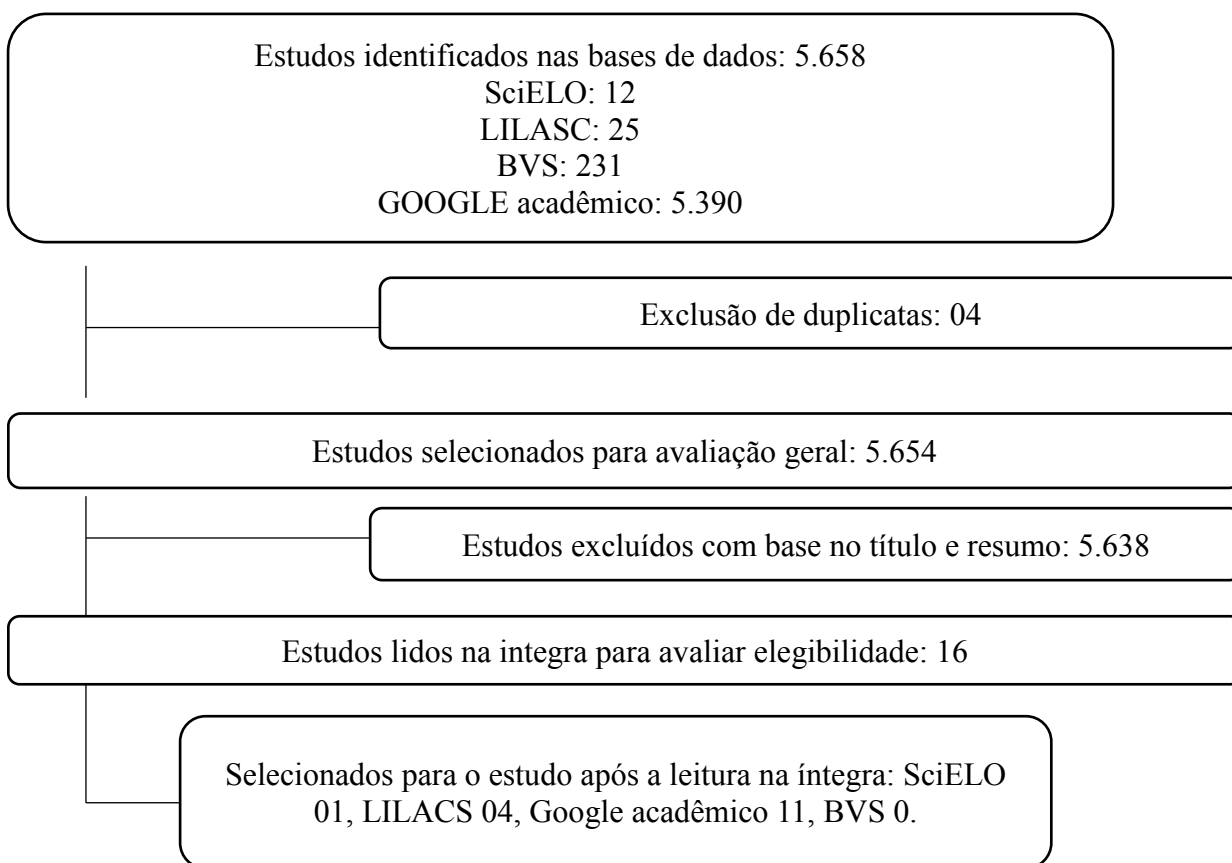 Estudos identificados nas bases de dados: 5.658
SciELO: 12
LILASC: 25
BVS: 231
GOOGLE acadêmico: 5.390
Exclusão de duplicatas: 04
Estudos selecionados para avaliação geral: 5.654
Estudos excluídos com base no título e resumo: 5.638
Estudos lidos na integra para avaliar elegibilidade: 16
Selecionados para o estudo após a leitura na íntegra: SciELO
01, LILACS 04, Google acadêmico 11, BVS 0.